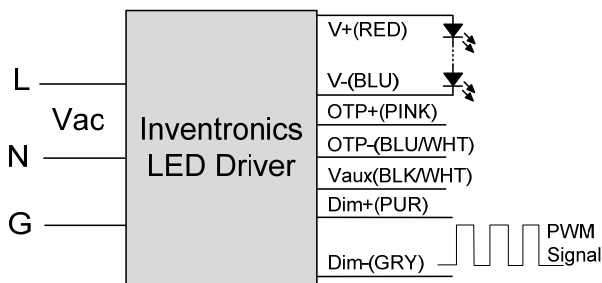 L
Vac
N
G
Inventronics
LED Driver
V+(RED)
V-(BLU)
OTP+(PINK)
OTP-(BLU/WHT)
Vaux(BLK/WHT)
Dim+(PUR)
Dim-(GRY)
PWM
Signal